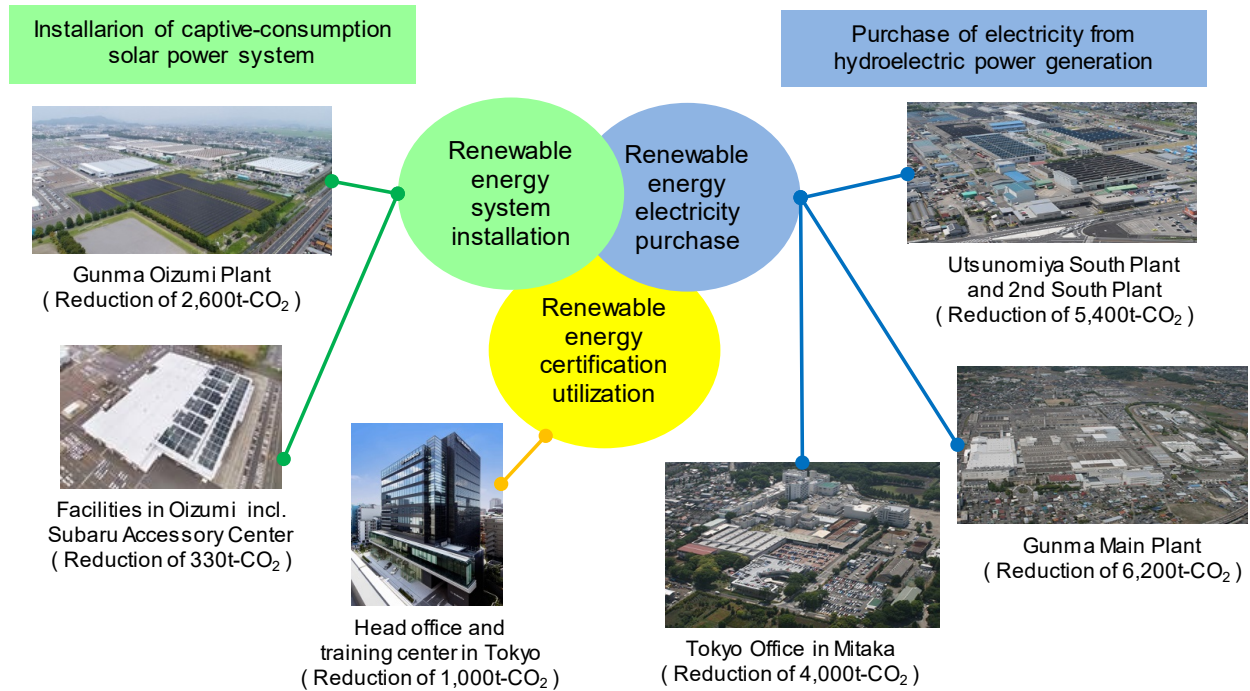 Installarion of captive-consumption
solar power system
Purchase of electricity from
hydroelectric power generation
Renewable
energy
system
installation
Renewable
energy
electricity
purchase
Renewable
energy
certification
utilization
Gunma Oizumi Plant
( Reduction of 2,600t-CO₂ )
Utsunomiya South Plant
and 2nd South Plant
( Reduction of 5,400t-CO₂ )
Facilities in Oizumi incl.
Subaru Accessory Center
( Reduction of 330t-CO₂ )
Head office and
training center in Tokyo
( Reduction of 1,000t-CO₂ )
Tokyo Office in Mitaka
( Reduction of 4,000t-CO₂ )
Gunma Main Plant
( Reduction of 6,200t-CO₂ )